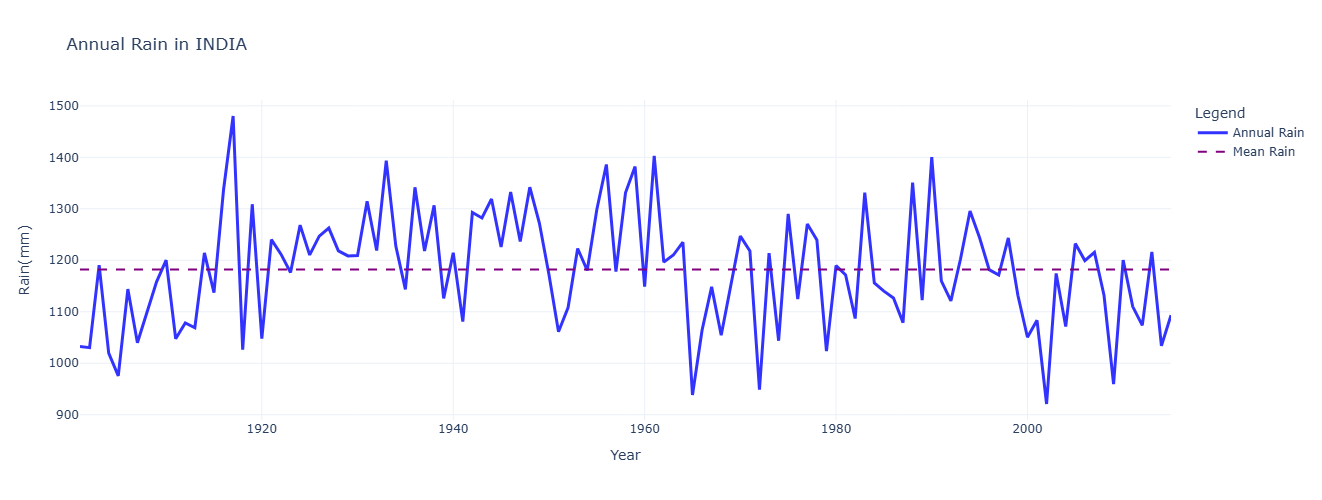 Annual Rain in INDIA
1500
1400
1300
1200
1100
1000
900
Rain(mm)
1920
1940
1960
1980
2000
Year
Legend
Annual Rain
Mean Rain